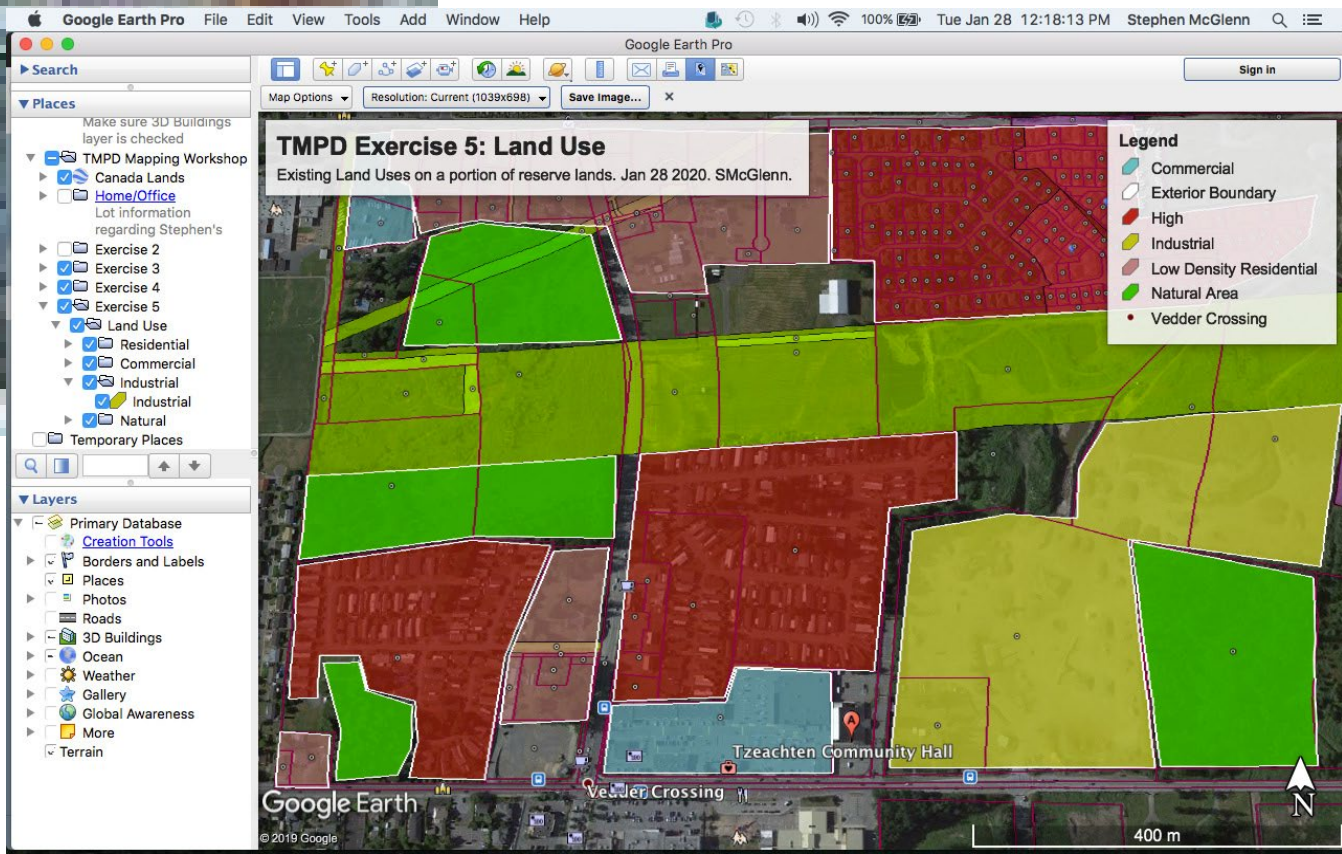 Google Earth Pro File Edit View Tools Add Window Help 100% Tue Jan 28 12:18:13 PM Stephen McGlenn
Google Earth Pro
Search
Sign in
Places
Map Options Resolution: Current (1039x698) Save Image...
Make sure 3D Buildings
layer is checked
TMPD Mapping Workshop
Canada Lands
Home/Office
Lot information
regarding Stephen's
Exercise 2
Exercise 3
Exercise 4
Exercise 5
Land Use
Residential
Commercial
Industrial
Industrial
Natural
Temporary Places
Layers
Primary Database
Creation Tools
Borders and Labels
Places
Photos
Roads
3D Buildings
Ocean
Weather
Gallery
Global Awareness
More
Terrain
TMPD Exercise 5: Land Use
Existing Land Uses on a portion of reserve lands. Jan 28 2020. SMcGlenn.
Legend
Commercial
Exterior Boundary
High
Industrial
Low Density Residential
Natural Area
Vedder Crossing
A
Tzeachten Community Hall
Vedder Crossing
Google Earth
© 2019 Google
N
400 m